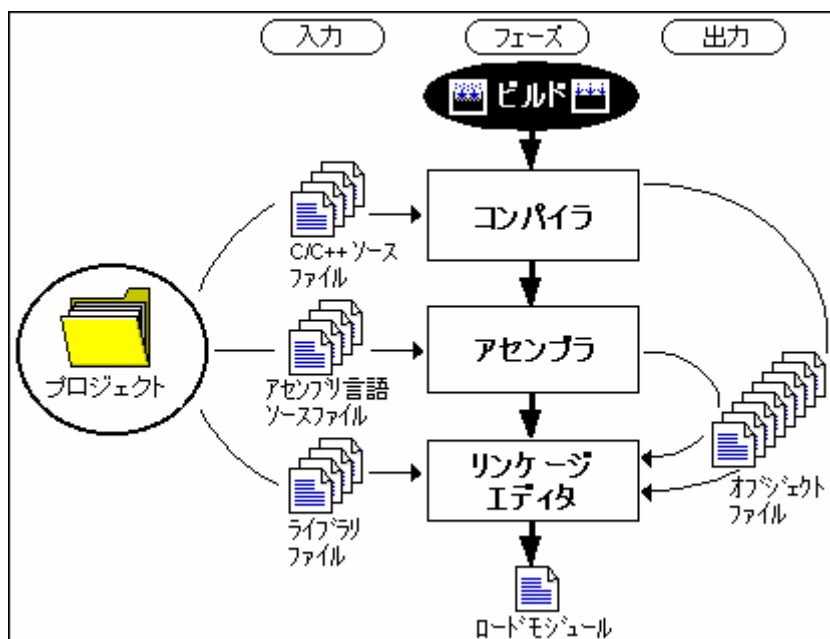 入力
フェーズ
出力
ビルド
コンパイラ
C/C++ ソース
ファイル
アセンブラ
プロジェクト
アセンブリ言語
ソースファイル
リンケージ
エディタ
オブジェクト
ファイル
ライブラリ
ファイル
ロードモジュール